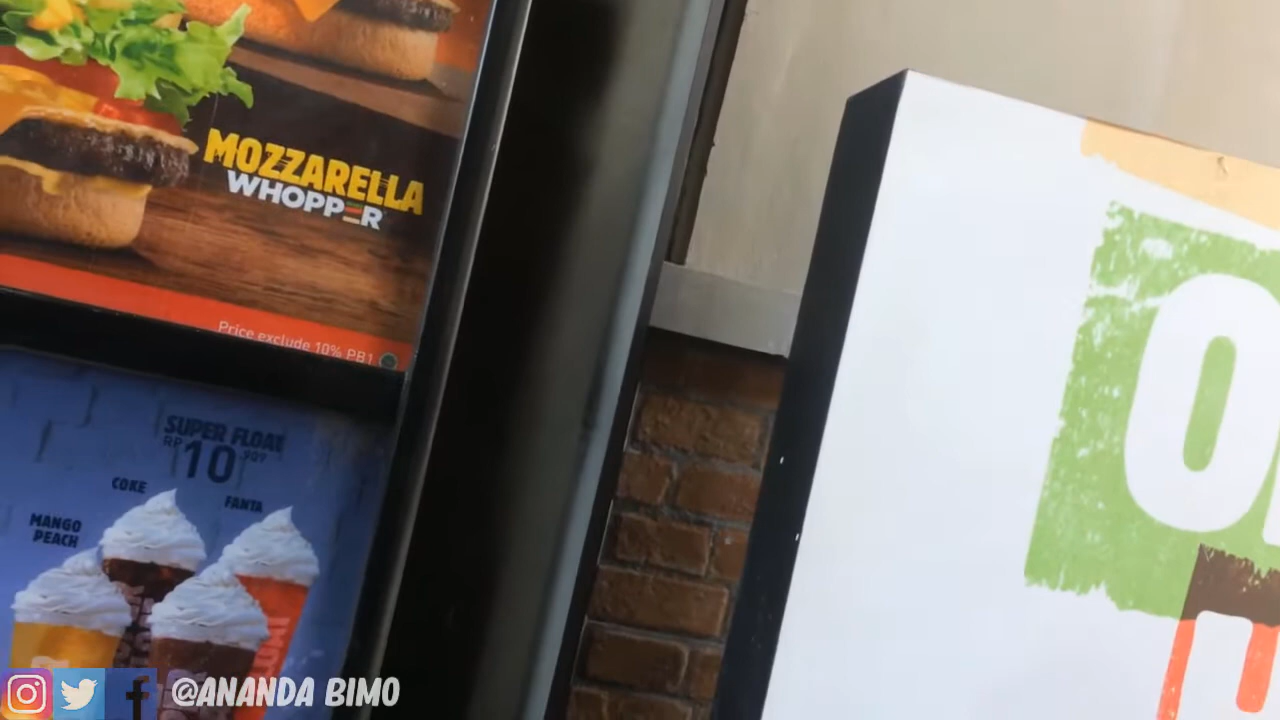 MOZZARELLA
WHOPPER
Price exclude 10% PB1
SUPER FLOAT
RP 10.909
COKE
FANTA
MANGO
PEACH
@ANANDA BIMO